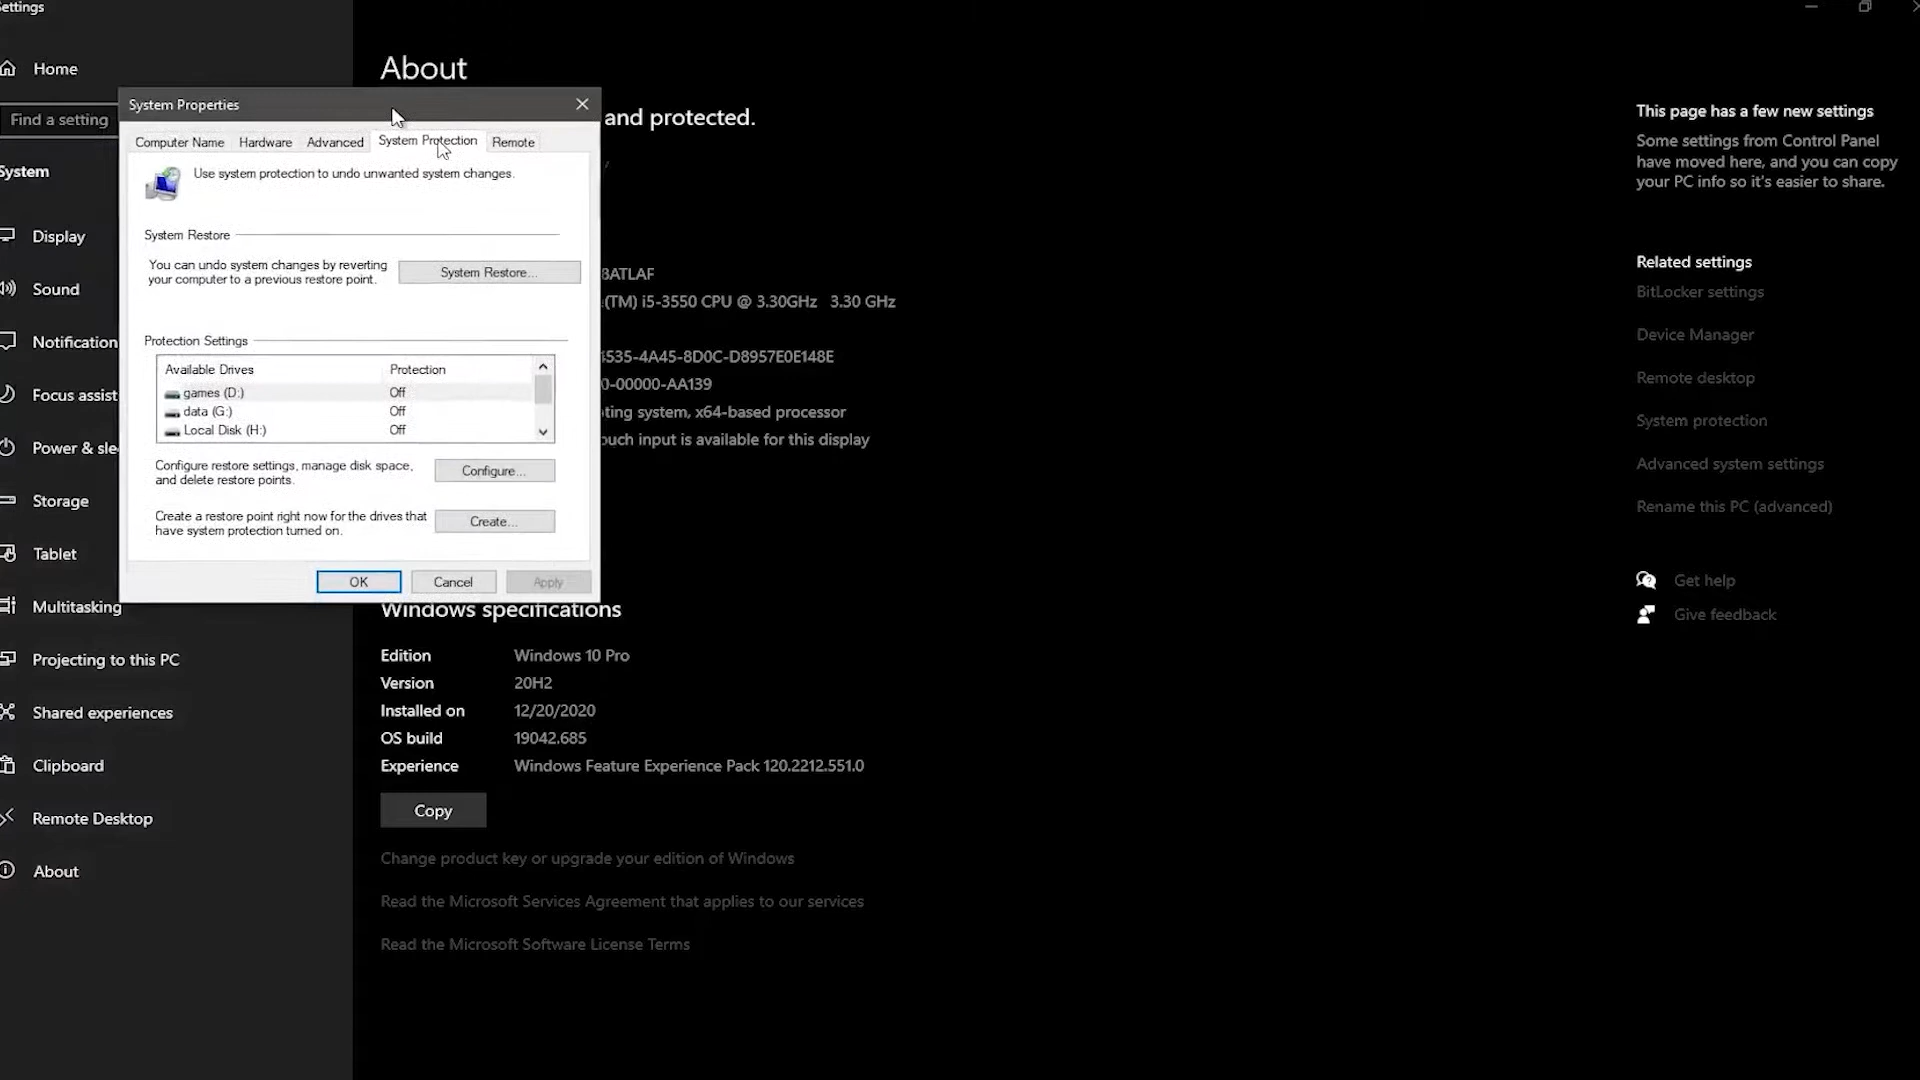 ettings
Home
Find a setting
System
Display
Sound
Notification
Focus assist
Power & sle
Storage
Tablet
Multitasking
Projecting to this PC
Shared experiences
Clipboard
Remote Desktop
About
System Properties
Computer Name
Hardware
Advanced
System Protection
Remote
Use system protection to undo unwanted system changes.
System Restore
You can undo system changes by reverting
your computer to a previous restore point.
System Restore...
Protection Settings
Available Drives
Protection
games (D:)
Off
data (G:)
Off
Local Disk (H:)
Off
Configure restore settings, manage disk space,
and delete restore points.
Configure...
Create a restore point right now for the drives that
have system protection turned on.
Create...
OK
Cancel
Apply
About
and protected.
8ATLAF
(TM) i5-3550 CPU @ 3.30GHz 3.30 GHz
4535-4A45-8D0C-D8957E0E148E
0-00000-AA139
ting system, x64-based processor
ouch input is available for this display
Windows specifications
Edition Windows 10 Pro
Version 20H2
Installed on 12/20/2020
OS build 19042.685
Experience Windows Feature Experience Pack 120.2212.551.0
Copy
Change product key or upgrade your edition of Windows
Read the Microsoft Services Agreement that applies to our services
Read the Microsoft Software License Terms
This page has a few new settings
Some settings from Control Panel
have moved here, and you can copy
your PC info so it's easier to share.
Related settings
BitLocker settings
Device Manager
Remote desktop
System protection
Advanced system settings
Rename this PC (advanced)
Get help
Give feedback